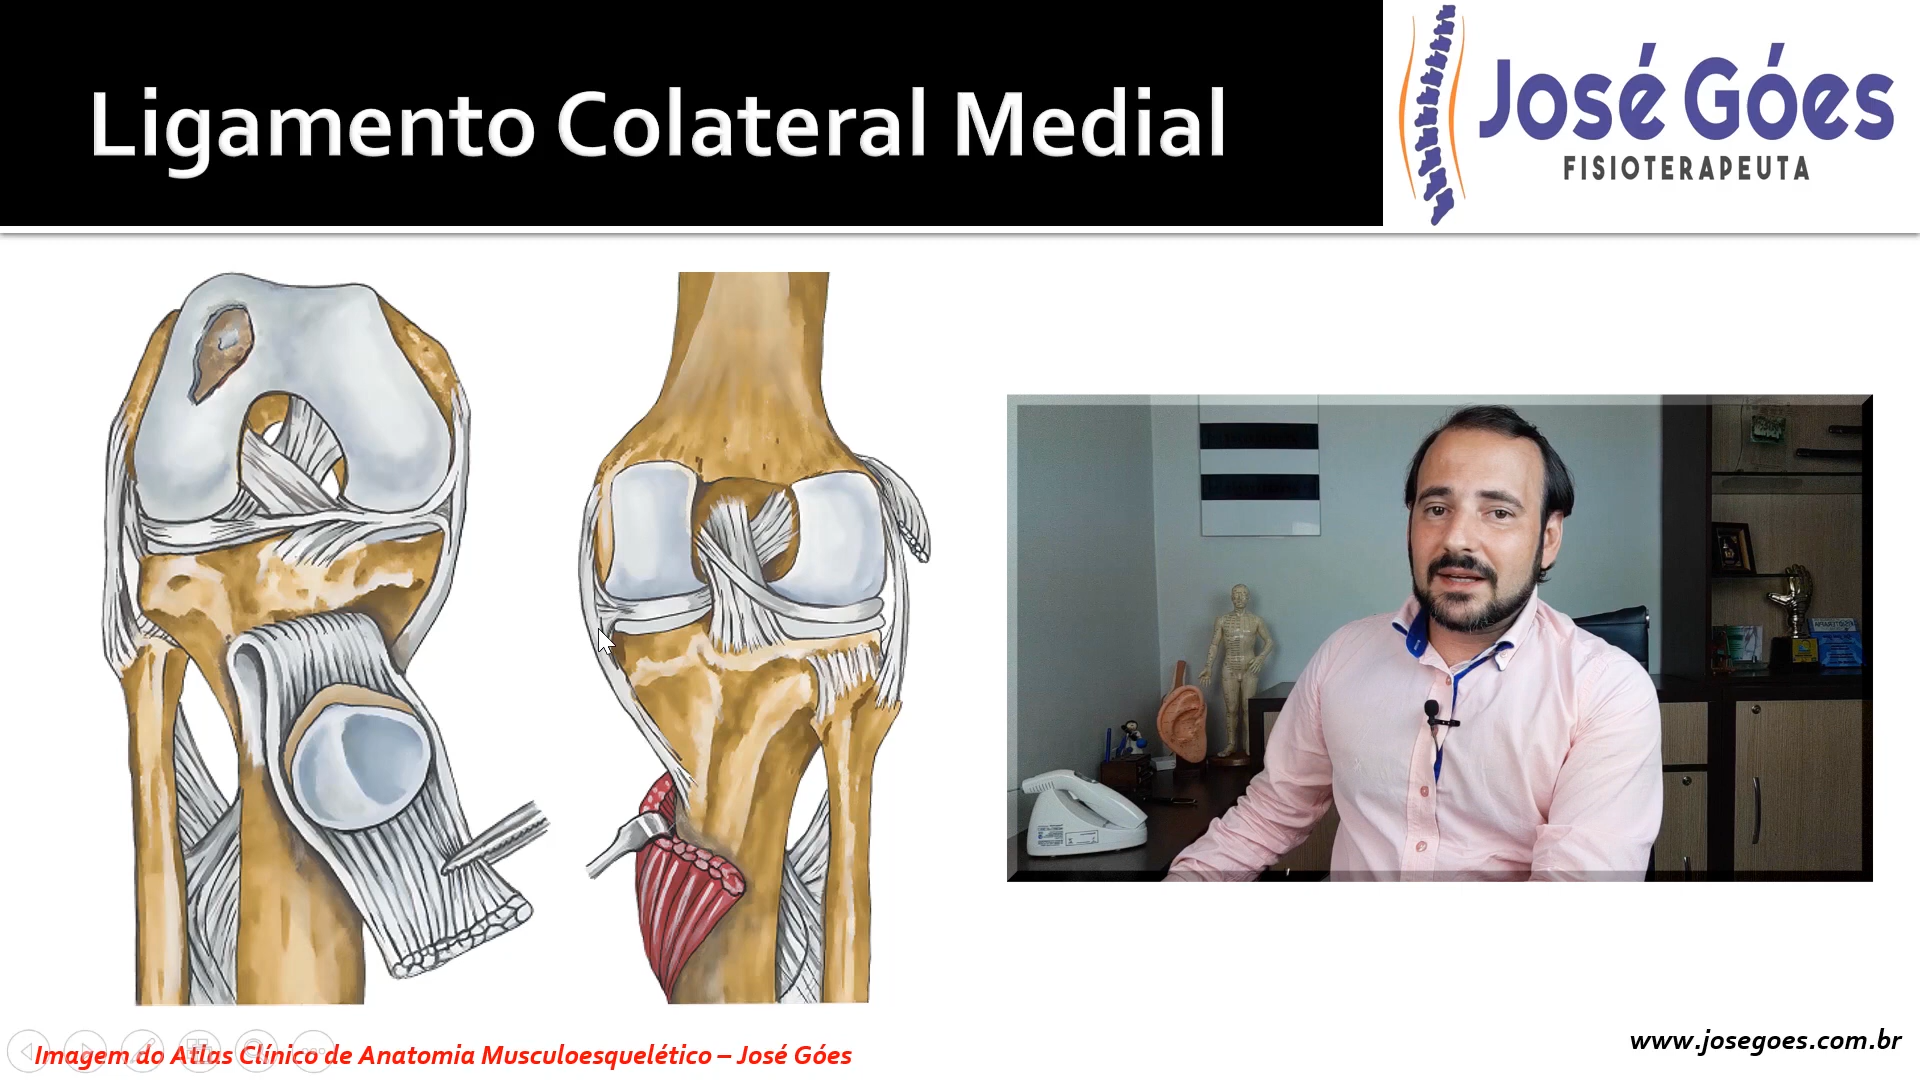 Ligamento Colateral Medial
José Góes
FISIOTERAPEUTA
Imagem do Atlas Clínico de Anatomia Musculoesquelético – José Góes
www.josegoes.com.br